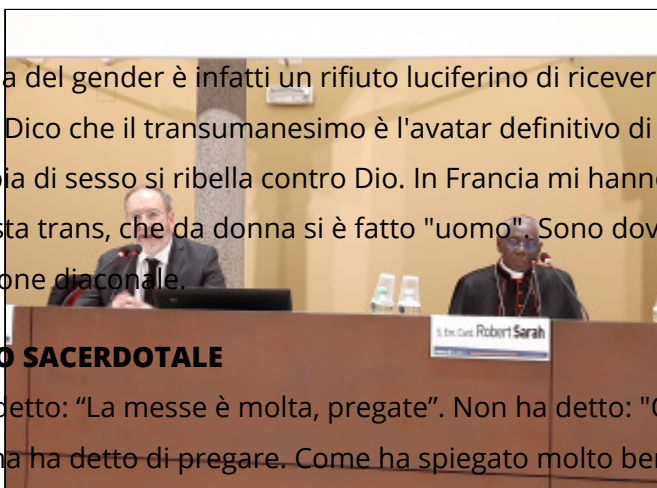 a del gender è infatti un rifiuto luciferino di ricever
Dico che il transumanesimo è l'avatar definitivo di
ia di sesso si ribella contro Dio. In Francia mi hann
sta trans, che da donna si è fatto "uomo". Sono dov
one diaconale.
S. Em. Card. Robert Sarah
O SACERDOTALE
detto: “La messe è molta, pregate”. Non ha detto: "
a ha detto di pregare. Come ha spiegato molto ber